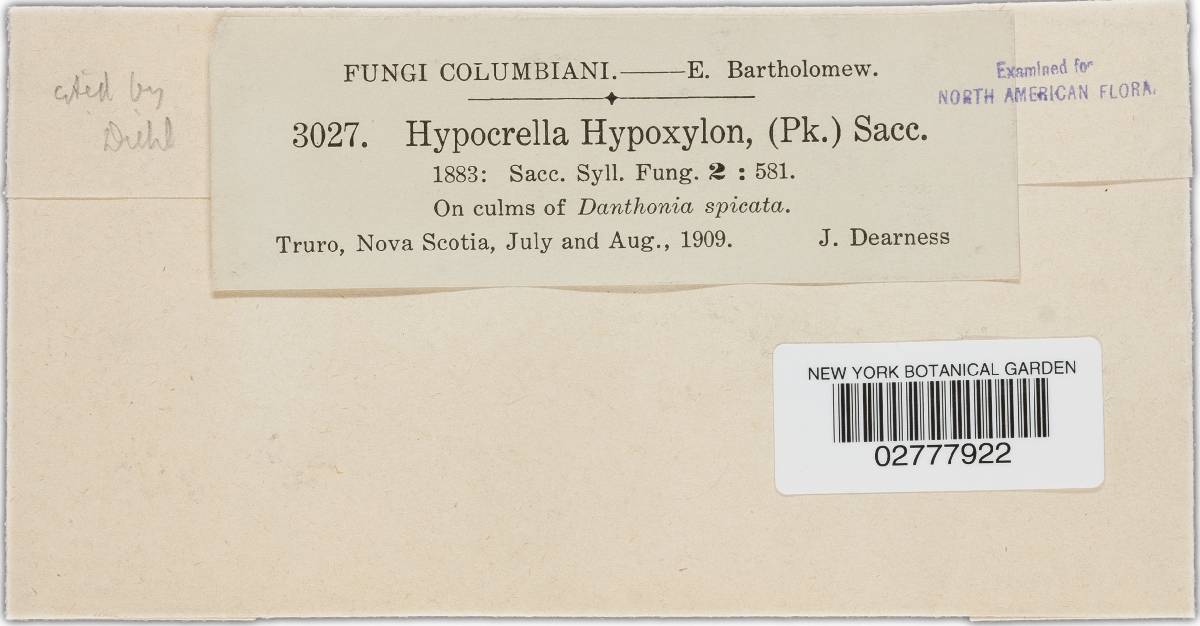 cited by
Diehl
FUNGI COLUMBIANI.——E. Bartholomew.
Examined for
NORTH AMERICAN FLORA.
3027. Hypocrella Hypoxylon, (Pk.) Sacc.
1883: Sacc. Syll. Fung. 2 : 581.
On culms of Danthonia spicata.
Truro, Nova Scotia, July and Aug., 1909. J. Dearness
NEW YORK BOTANICAL GARDEN
02777922